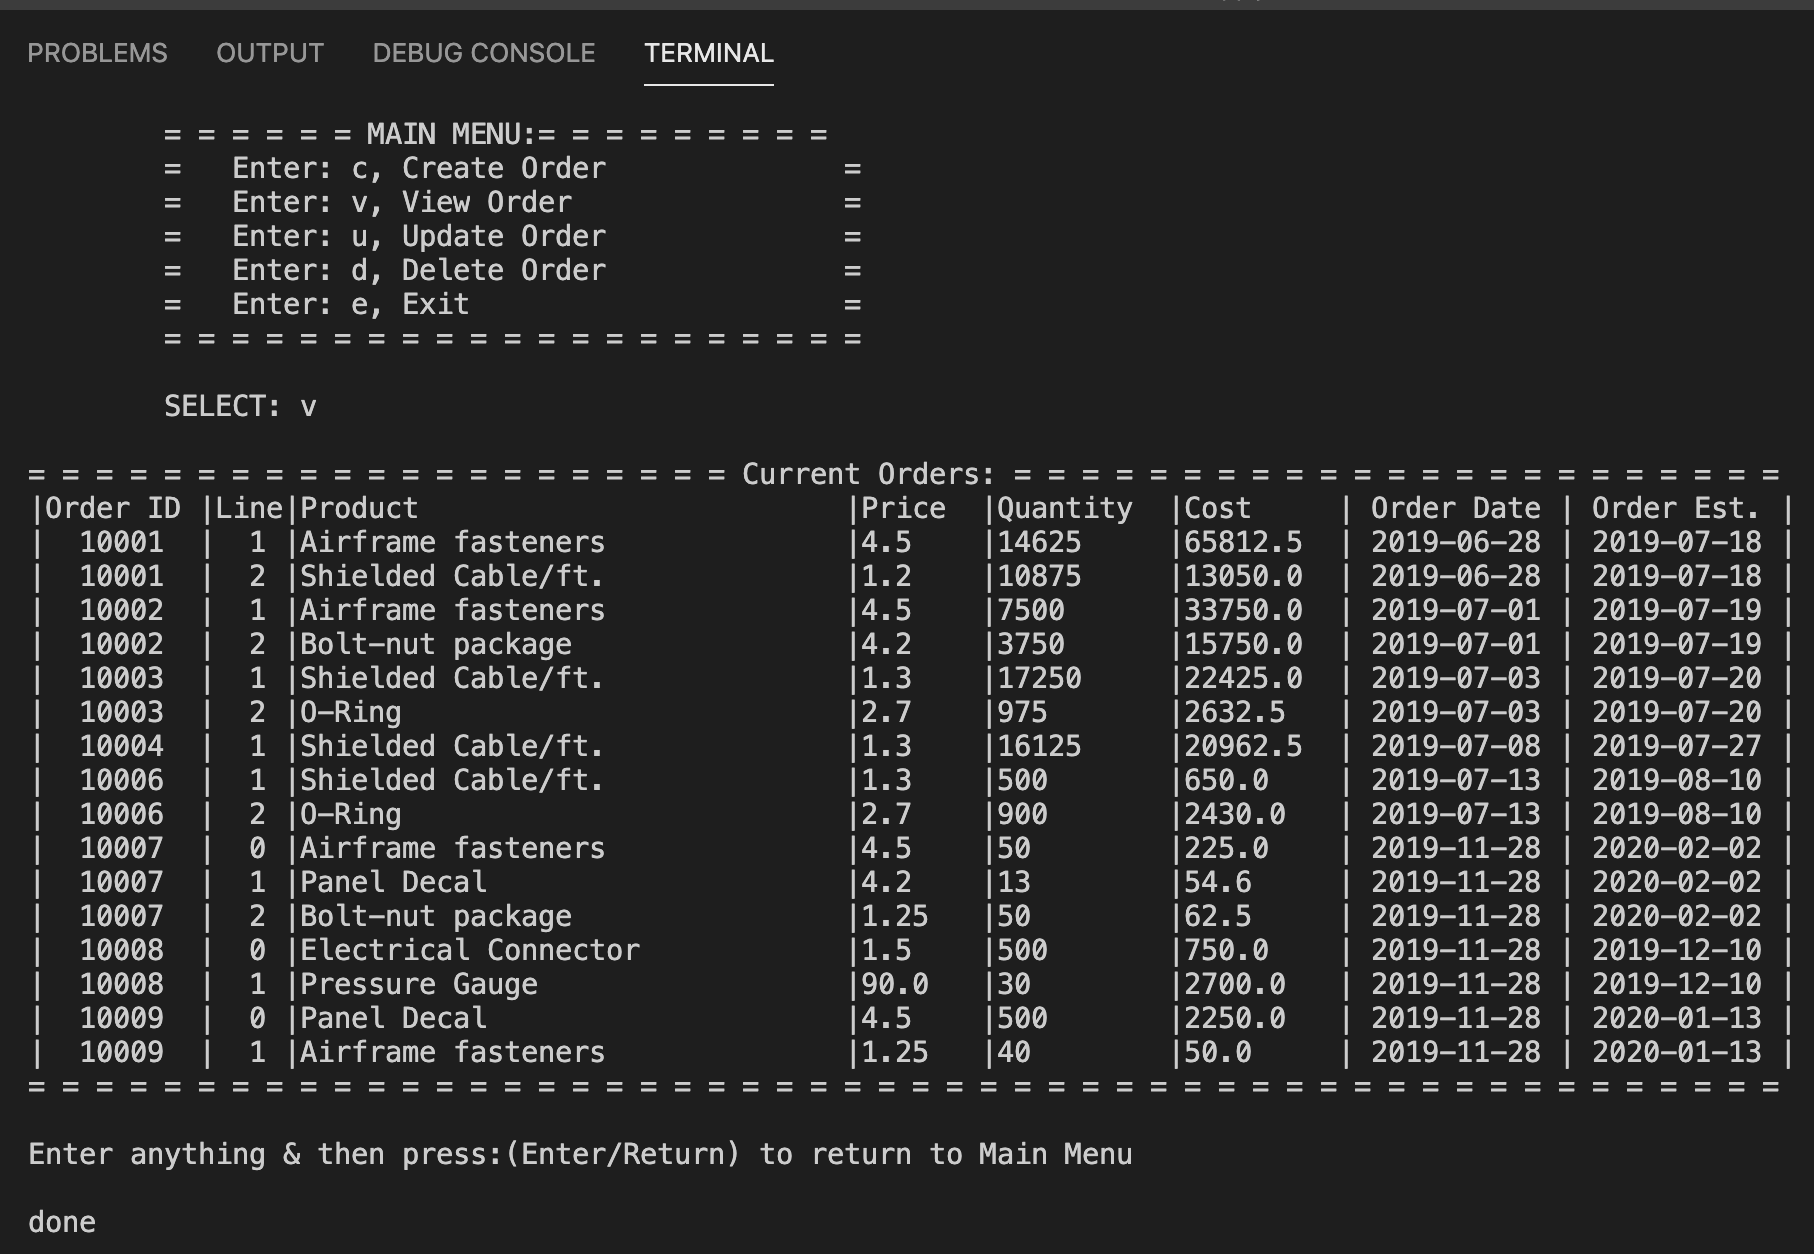 PROBLEMS OUTPUT DEBUG CONSOLE TERMINAL
= = = = = = MAIN MENU:= = = = = = = = =
=   Enter: c, Create Order              =
=   Enter: v, View Order                =
=   Enter: u, Update Order              =
=   Enter: d, Delete Order              =
=   Enter: e, Exit                      =
= = = = = = = = = = = = = = = = = = = = =
SELECT: v
= = = = = = = = = = = = = = = = = = = = = Current Orders: = = = = = = = = = = = = = = = = = = = = = = =
|Order ID |Line|Product                         |Price  |Quantity  |Cost     | Order Date | Order Est. |
|  10001  |  1 |Airframe fasteners              |4.5    |14625     |65812.5  | 2019-06-28 | 2019-07-18 |
|  10001  |  2 |Shielded Cable/ft.              |1.2    |10875     |13050.0  | 2019-06-28 | 2019-07-18 |
|  10002  |  1 |Airframe fasteners              |4.5    |7500      |33750.0  | 2019-07-01 | 2019-07-19 |
|  10002  |  2 |Bolt-nut package                |4.2    |3750      |15750.0  | 2019-07-01 | 2019-07-19 |
|  10003  |  1 |Shielded Cable/ft.              |1.3    |17250     |22425.0  | 2019-07-03 | 2019-07-20 |
|  10003  |  2 |O-Ring                          |2.7    |975       |2632.5   | 2019-07-03 | 2019-07-20 |
|  10004  |  1 |Shielded Cable/ft.              |1.3    |16125     |20962.5  | 2019-07-08 | 2019-07-27 |
|  10006  |  1 |Shielded Cable/ft.              |1.3    |500       |650.0    | 2019-07-13 | 2019-08-10 |
|  10006  |  2 |O-Ring                          |2.7    |900       |2430.0   | 2019-07-13 | 2019-08-10 |
|  10007  |  0 |Airframe fasteners              |4.5    |50        |225.0    | 2019-11-28 | 2020-02-02 |
|  10007  |  1 |Panel Decal                     |4.2    |13        |54.6     | 2019-11-28 | 2020-02-02 |
|  10007  |  2 |Bolt-nut package                |1.25   |50        |62.5     | 2019-11-28 | 2020-02-02 |
|  10008  |  0 |Electrical Connector            |1.5    |500       |750.0    | 2019-11-28 | 2019-12-10 |
|  10008  |  1 |Pressure Gauge                  |90.0   |30        |2700.0   | 2019-11-28 | 2019-12-10 |
|  10009  |  0 |Panel Decal                     |4.5    |500       |2250.0   | 2019-11-28 | 2020-01-13 |
|  10009  |  1 |Airframe fasteners              |1.25   |40        |50.0     | 2019-11-28 | 2020-01-13 |
= = = = = = = = = = = = = = = = = = = = = = = = = = = = = = = = = = = = = = = = = = = = = = = = = = = =
Enter anything & then press:(Enter/Return) to return to Main Menu
done